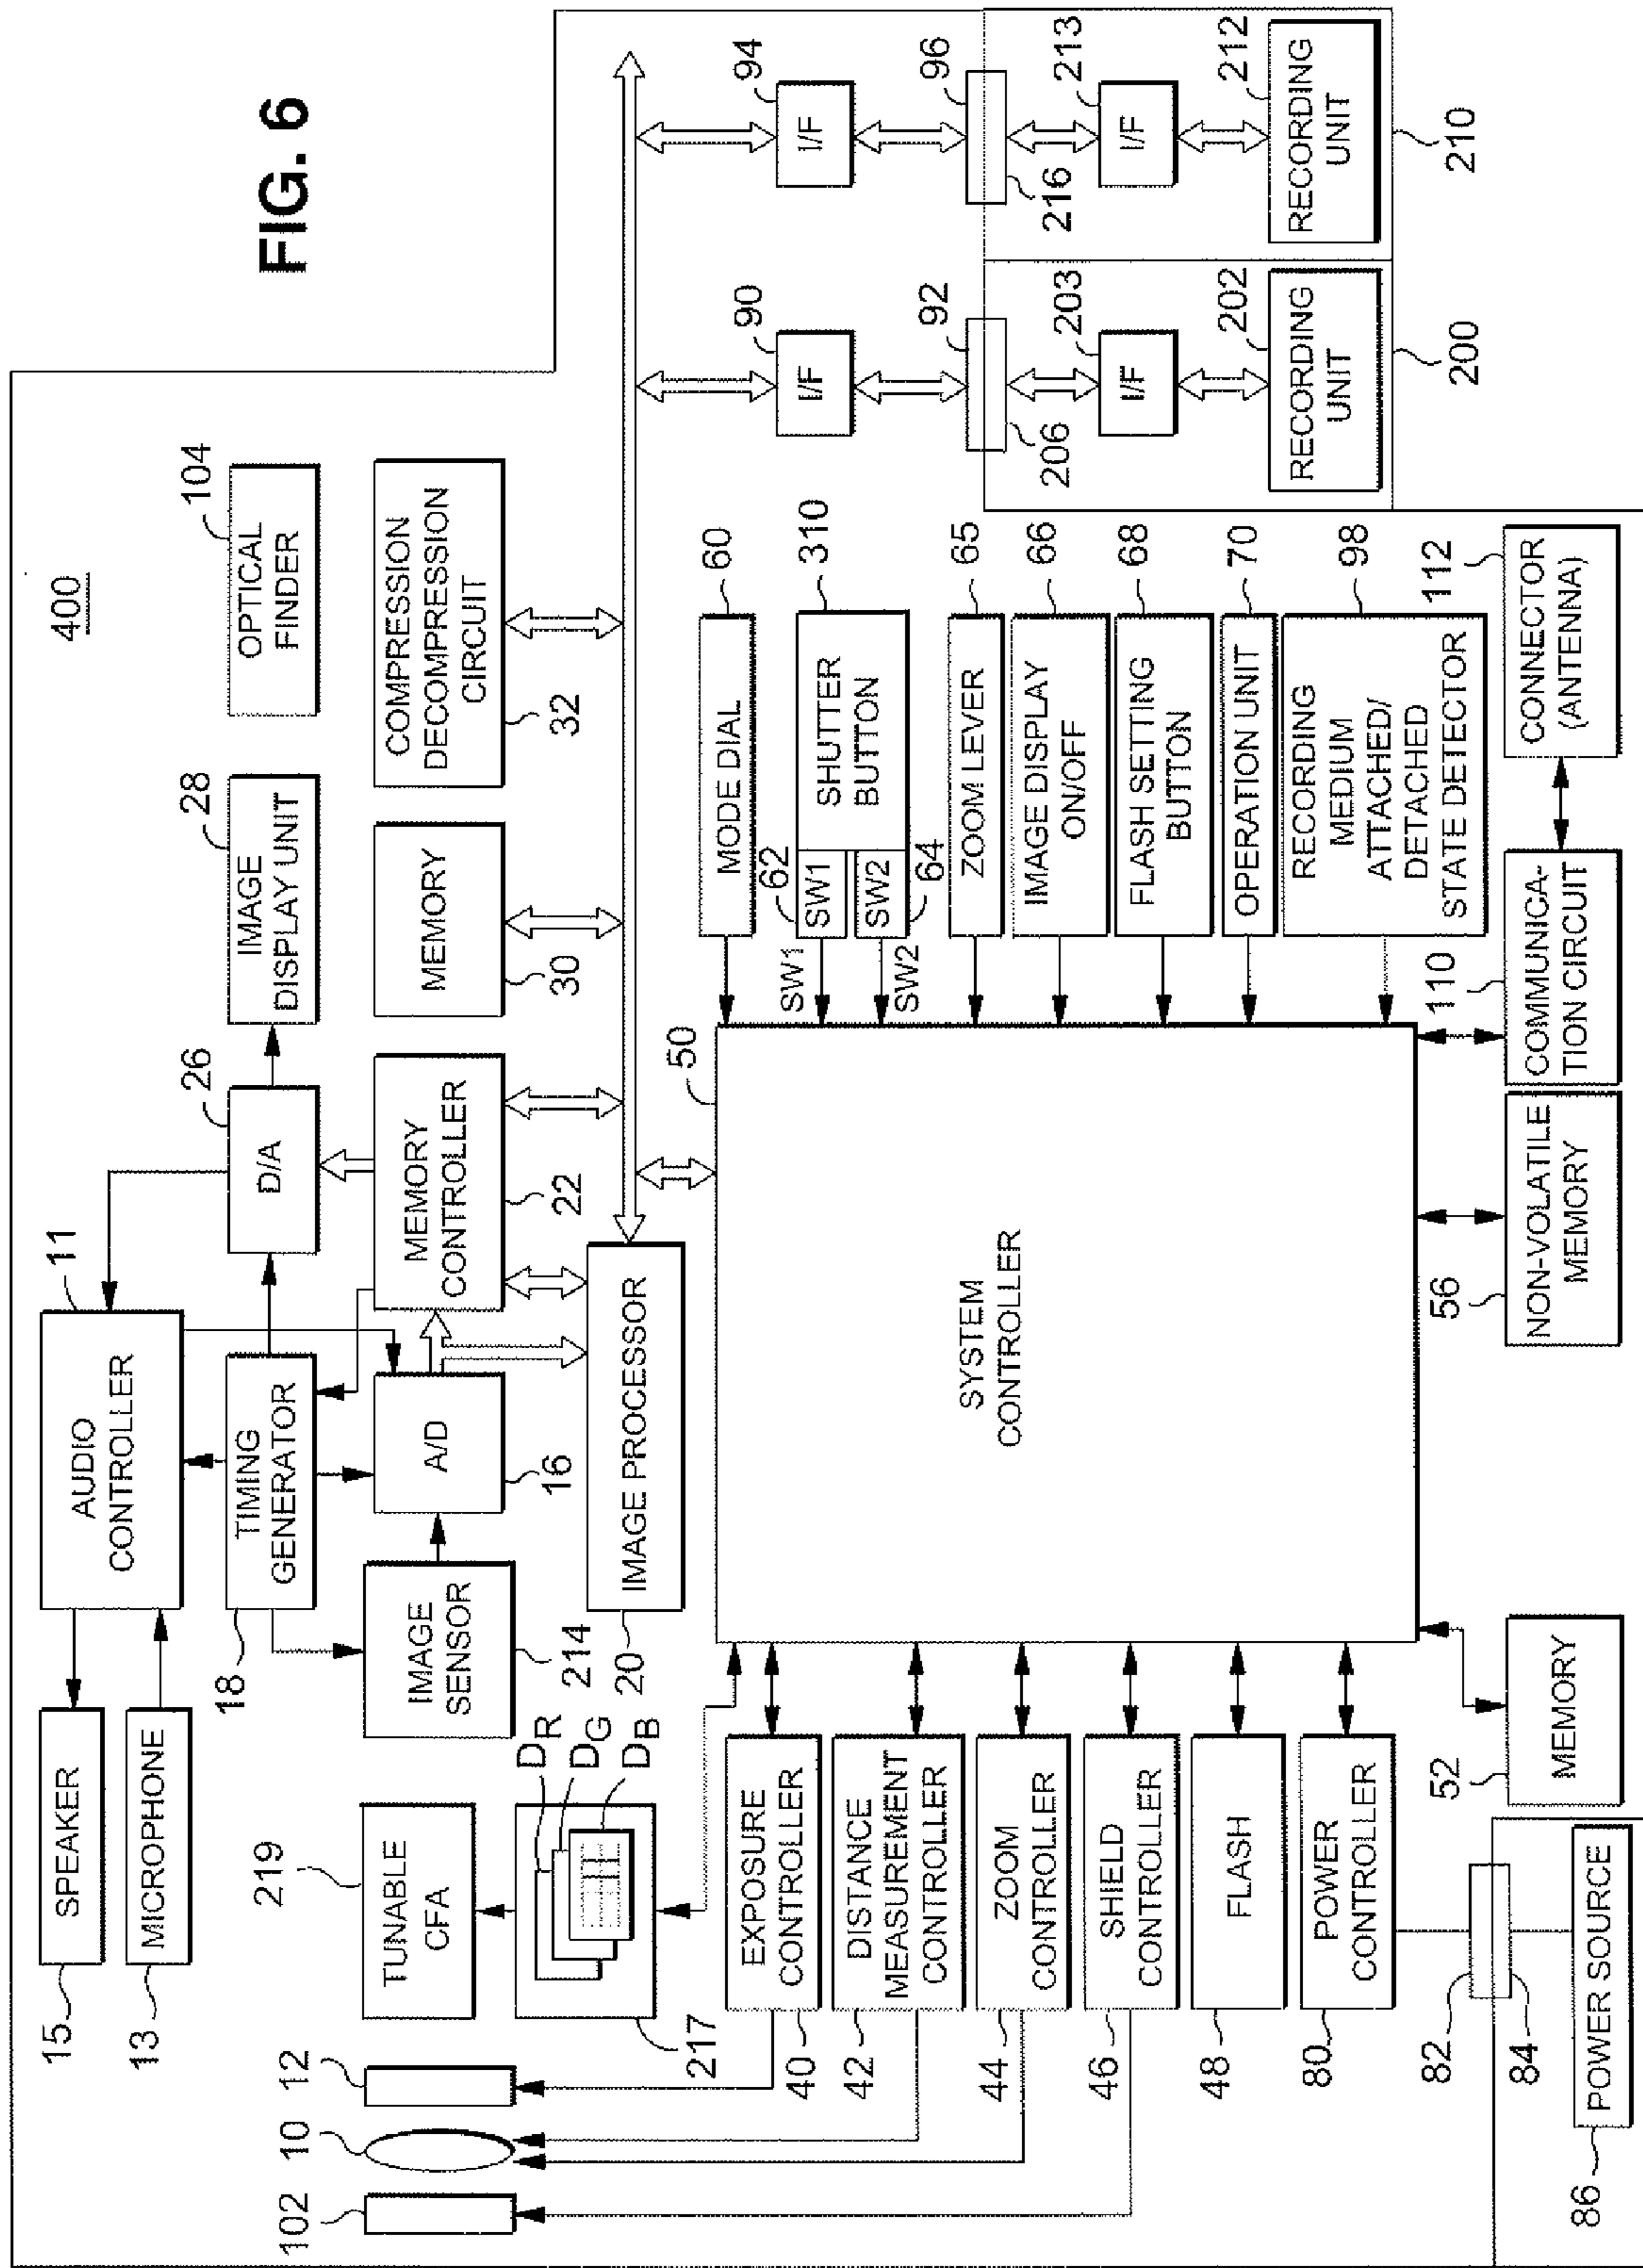 FIG. 6
400
SPEAKER
15
MICROPHONE
13
AUDIO
CONTROLLER
11
TIMING
GENERATOR
18
D/A
26
IMAGE
DISPLAY UNIT
28
OPTICAL
FINDER
104
102
10
12
TUNABLE
CFA
219
IMAGE
SENSOR
214
A/D
16
MEMORY
CONTROLLER
22
MEMORY
30
COMPRESSION
DECOMPRESSION
CIRCUIT
32
DR
DG
DB
217
IMAGE PROCESSOR
20
EXPOSURE
CONTROLLER
40
DISTANCE
MEASUREMENT
CONTROLLER
42
ZOOM
CONTROLLER
44
SHIELD
CONTROLLER
46
FLASH
48
POWER
CONTROLLER
80
82
84
POWER SOURCE
86
SYSTEM
CONTROLLER
50
MEMORY
52
NON-VOLATILE
MEMORY
56
COMMUNICA-
TION CIRCUIT
110
CONNECTOR
(ANTENNA)
112
MODE DIAL
60
SHUTTER
BUTTON
310
SW1
62
SW1
SW2
64
SW2
ZOOM LEVER
65
IMAGE DISPLAY
ON/OFF
66
FLASH SETTING
BUTTON
68
OPERATION UNIT
70
RECORDING
MEDIUM
ATTACHED/
DETACHED
STATE DETECTOR
98
I/F
90
92
206
I/F
203
RECORDING
UNIT
202
200
I/F
94
96
216
I/F
213
RECORDING
UNIT
212
210